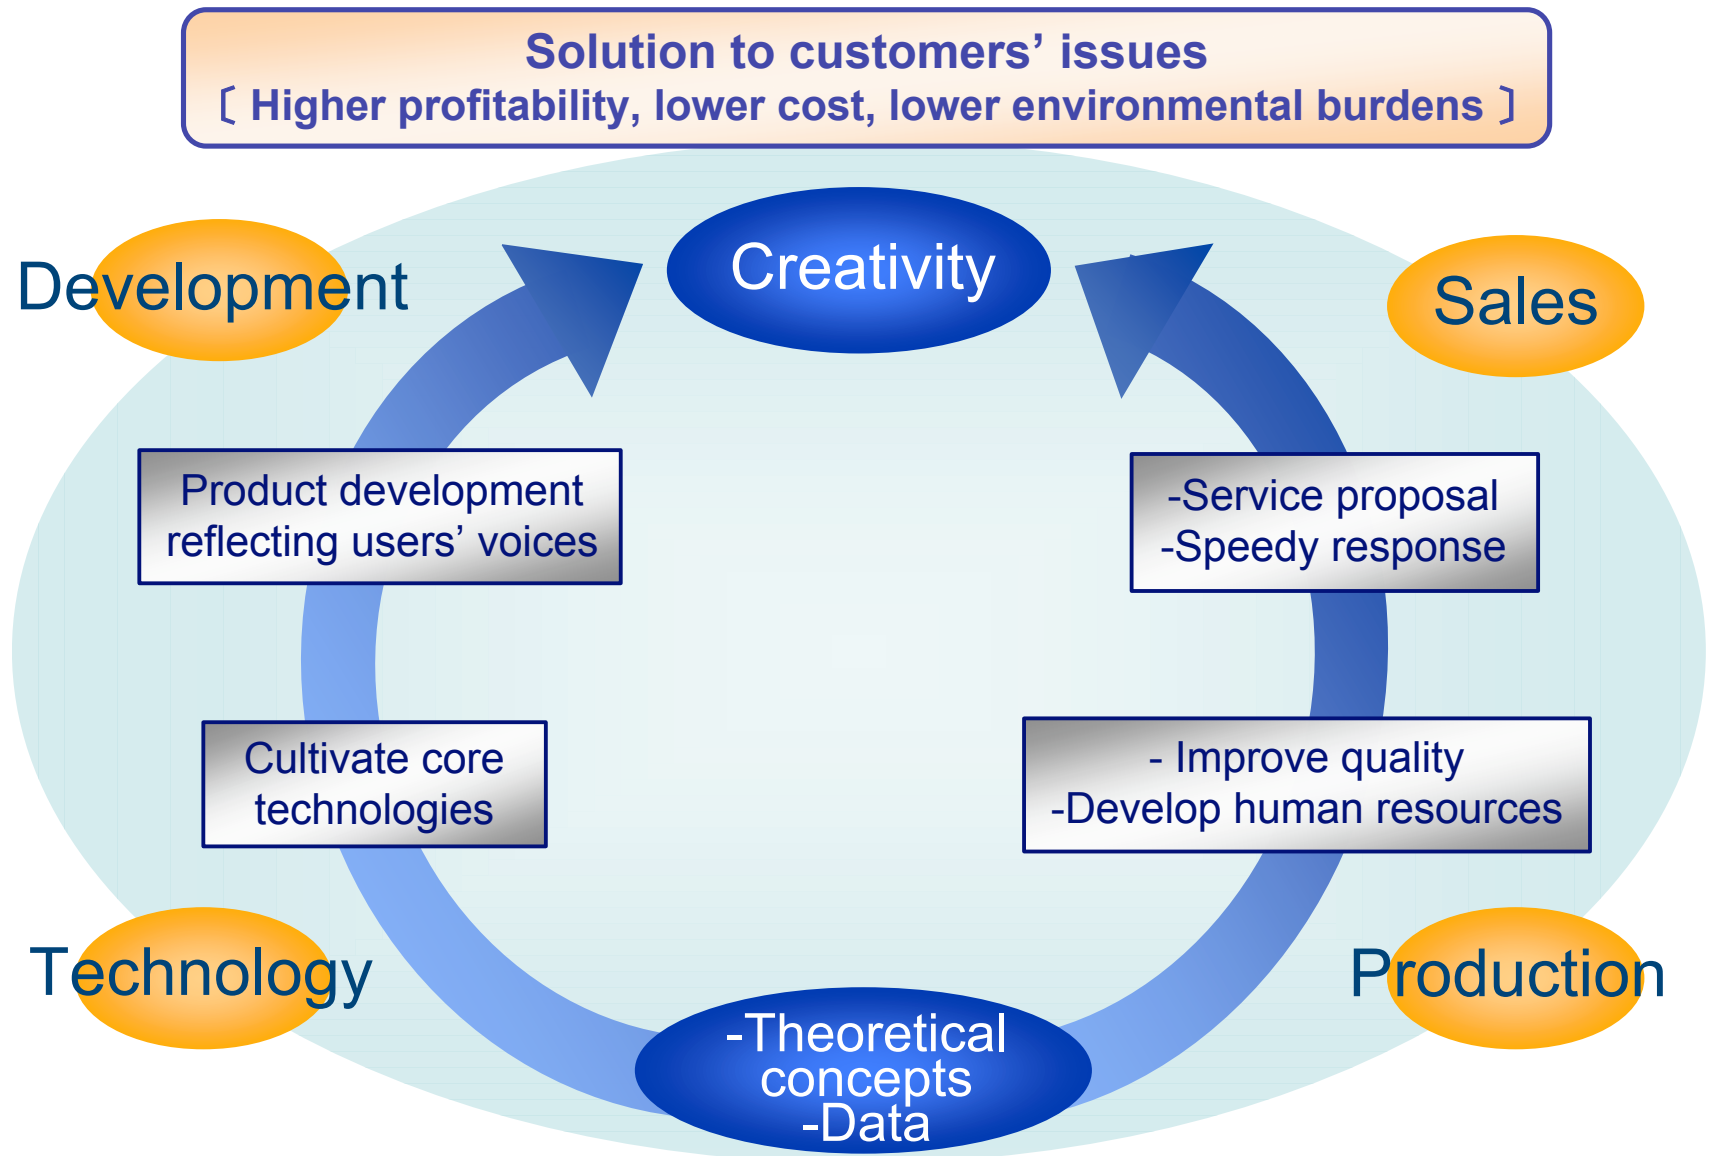 Solution to customers’ issues
〔 Higher profitability, lower cost, lower environmental burdens 〕
Creativity
Development
Sales
Product development
reflecting users’ voices
-Service proposal
-Speedy response
Cultivate core
technologies
- Improve quality
-Develop human resources
Technology
Production
-Theoretical
concepts
-Data